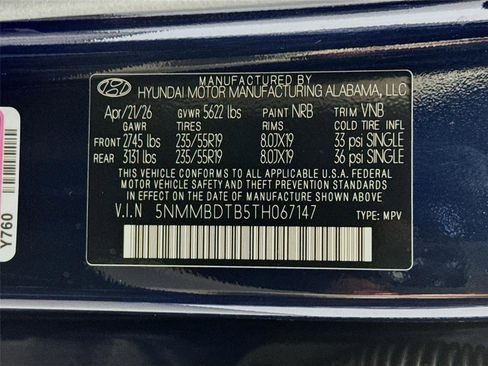 MANUFACTURED BY
HYUNDAI MOTOR MANUFACTURING ALABAMA, LLC
Apr/21/26 GVWR 5622 lbs PAINT NRB TRIM VNB
GAWR TIRES RIMS COLD TIRE INFL
FRONT 2745 lbs 235/55R19 8.0JX19 33 psi SINGLE
REAR 3131 lbs 235/55R19 8.0JX19 36 psi SINGLE
THIS VEHICLE CONFORMS TO ALL APPLICABLE U.S.A. FEDERAL
MOTOR VEHICLE SAFETY, BUMPER, AND THEFT PREVENTION STANDARDS
IN EFFECT ON THE DATE OF MANUFACTURE SHOWN ABOVE.
V.I.N 5NMMBDTB5TH067147 TYPE: MPV
Y760